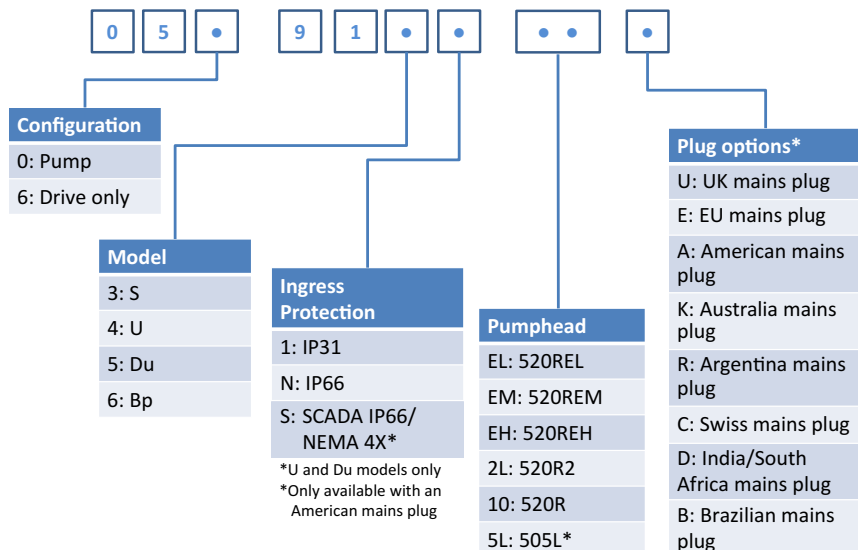 0 5 • 9 1 • • • • •
Configuration
0: Pump
6: Drive only
Model
3: S
4: U
5: Du
6: Bp
Ingress
Protection
1: IP31
N: IP66
S: SCADA IP66/
NEMA 4X*
*U and Du models only
*Only available with an
American mains plug
Pumphead
EL: 520REL
EM: 520REM
EH: 520REH
2L: 520R2
10: 520R
5L: 505L*
Plug options*
U: UK mains plug
E: EU mains plug
A: American mains
plug
K: Australia mains
plug
R: Argentina mains
plug
C: Swiss mains plug
D: India/South
Africa mains plug
B: Brazilian mains
plug